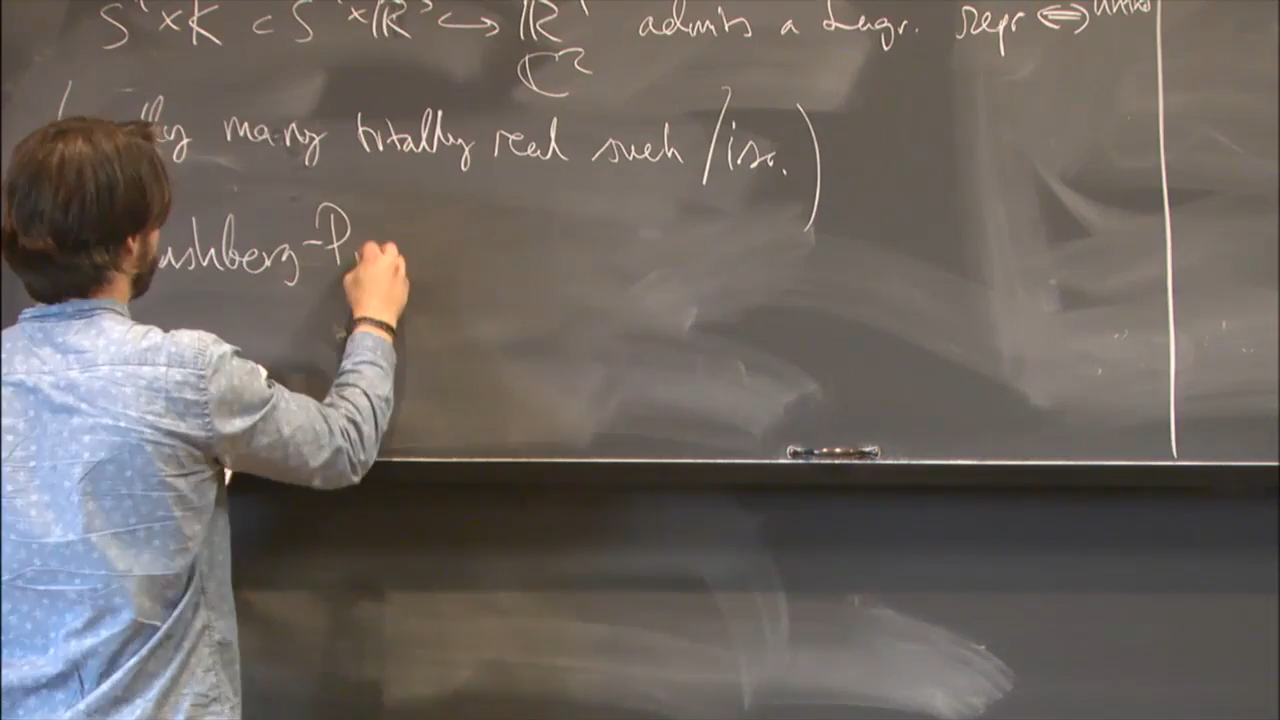 S¹×K ⊂ S¹×ℝ³ ↪ ℝ⁴ admits a Lagr. repr ⟺
ℂ²
many totally real such/iso.)
ushberg-P